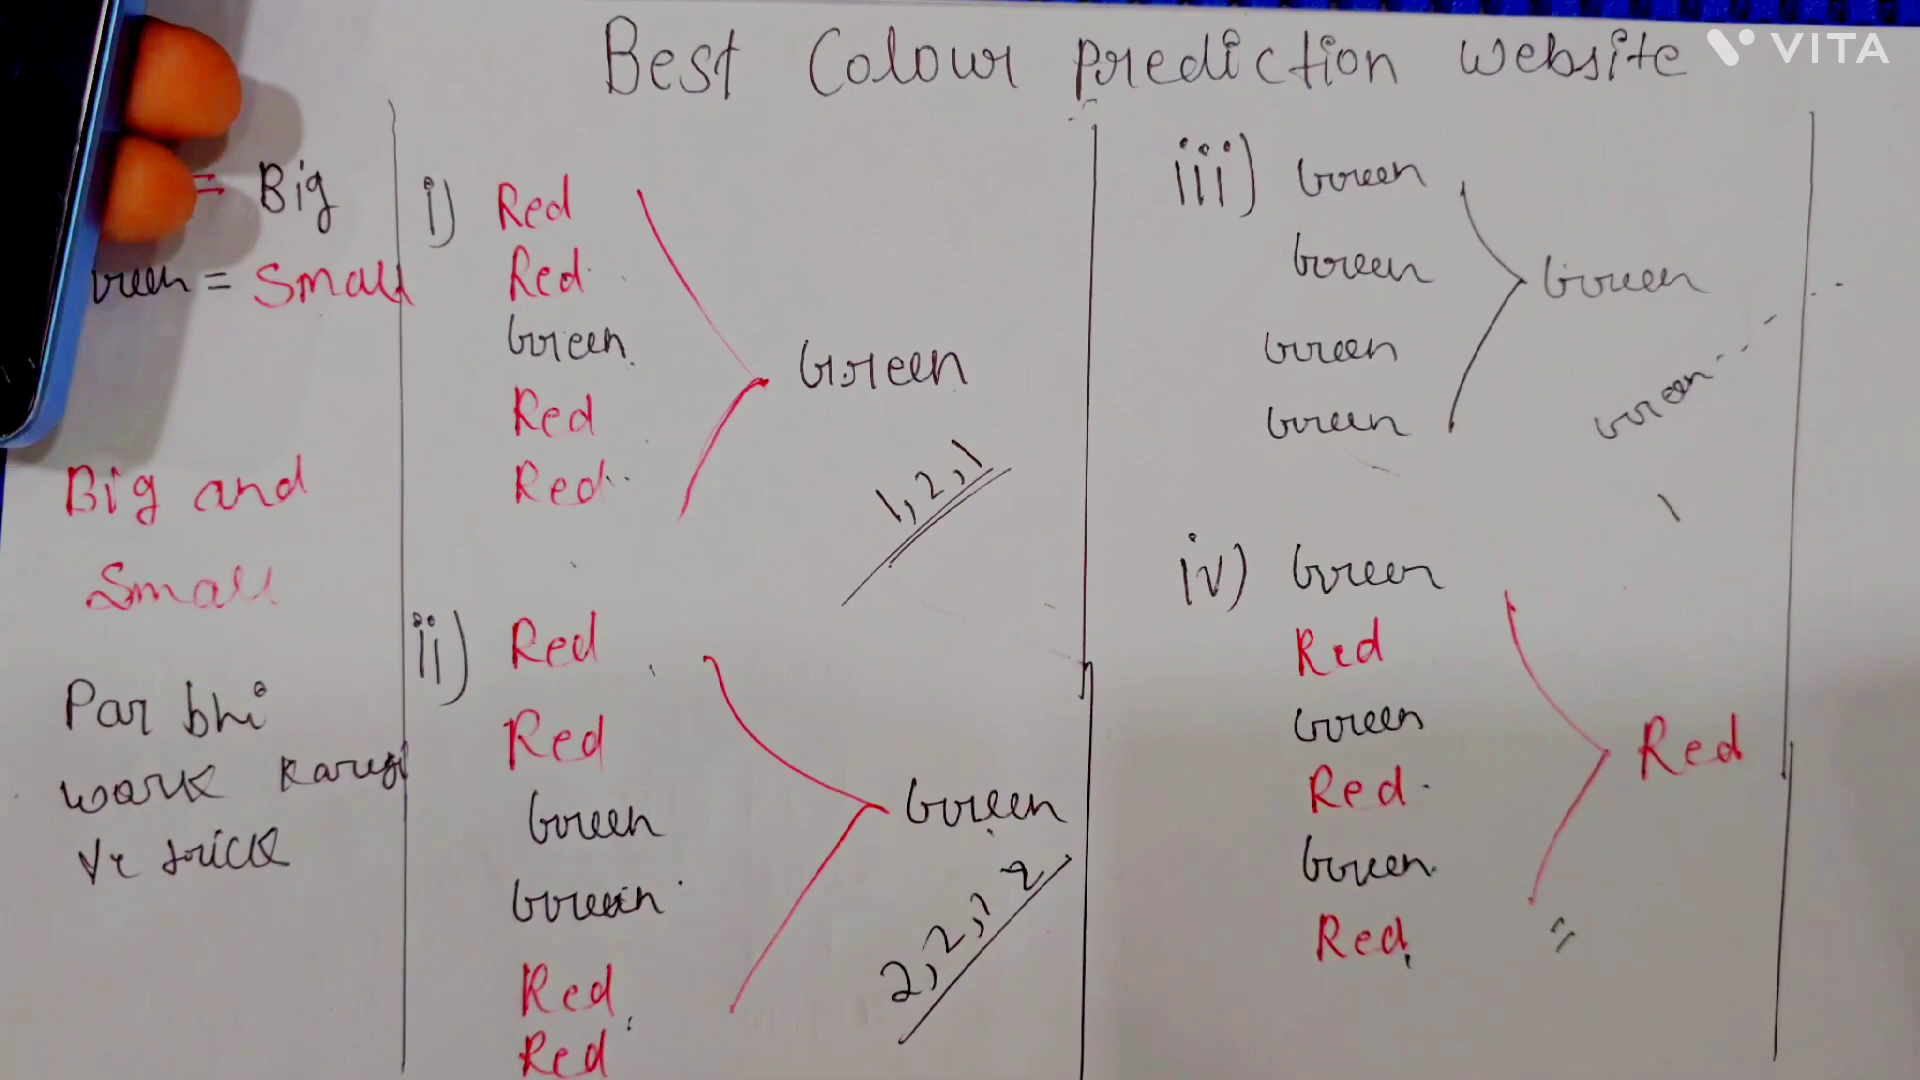 Best Colour prediction website
VITA
= Big
reen = Small
Big and
Small
Par bhi
work karegi
Ye trick
i) Red
Red
Green
Red
Red
Green
1,2,1
ii) Red
Red
Green
Green
Red
Red
Green
2,2,2
iii) Green
Green
Green
Green
Green
Green
iv) Green
Red
Green
Red
Green
Red
Red